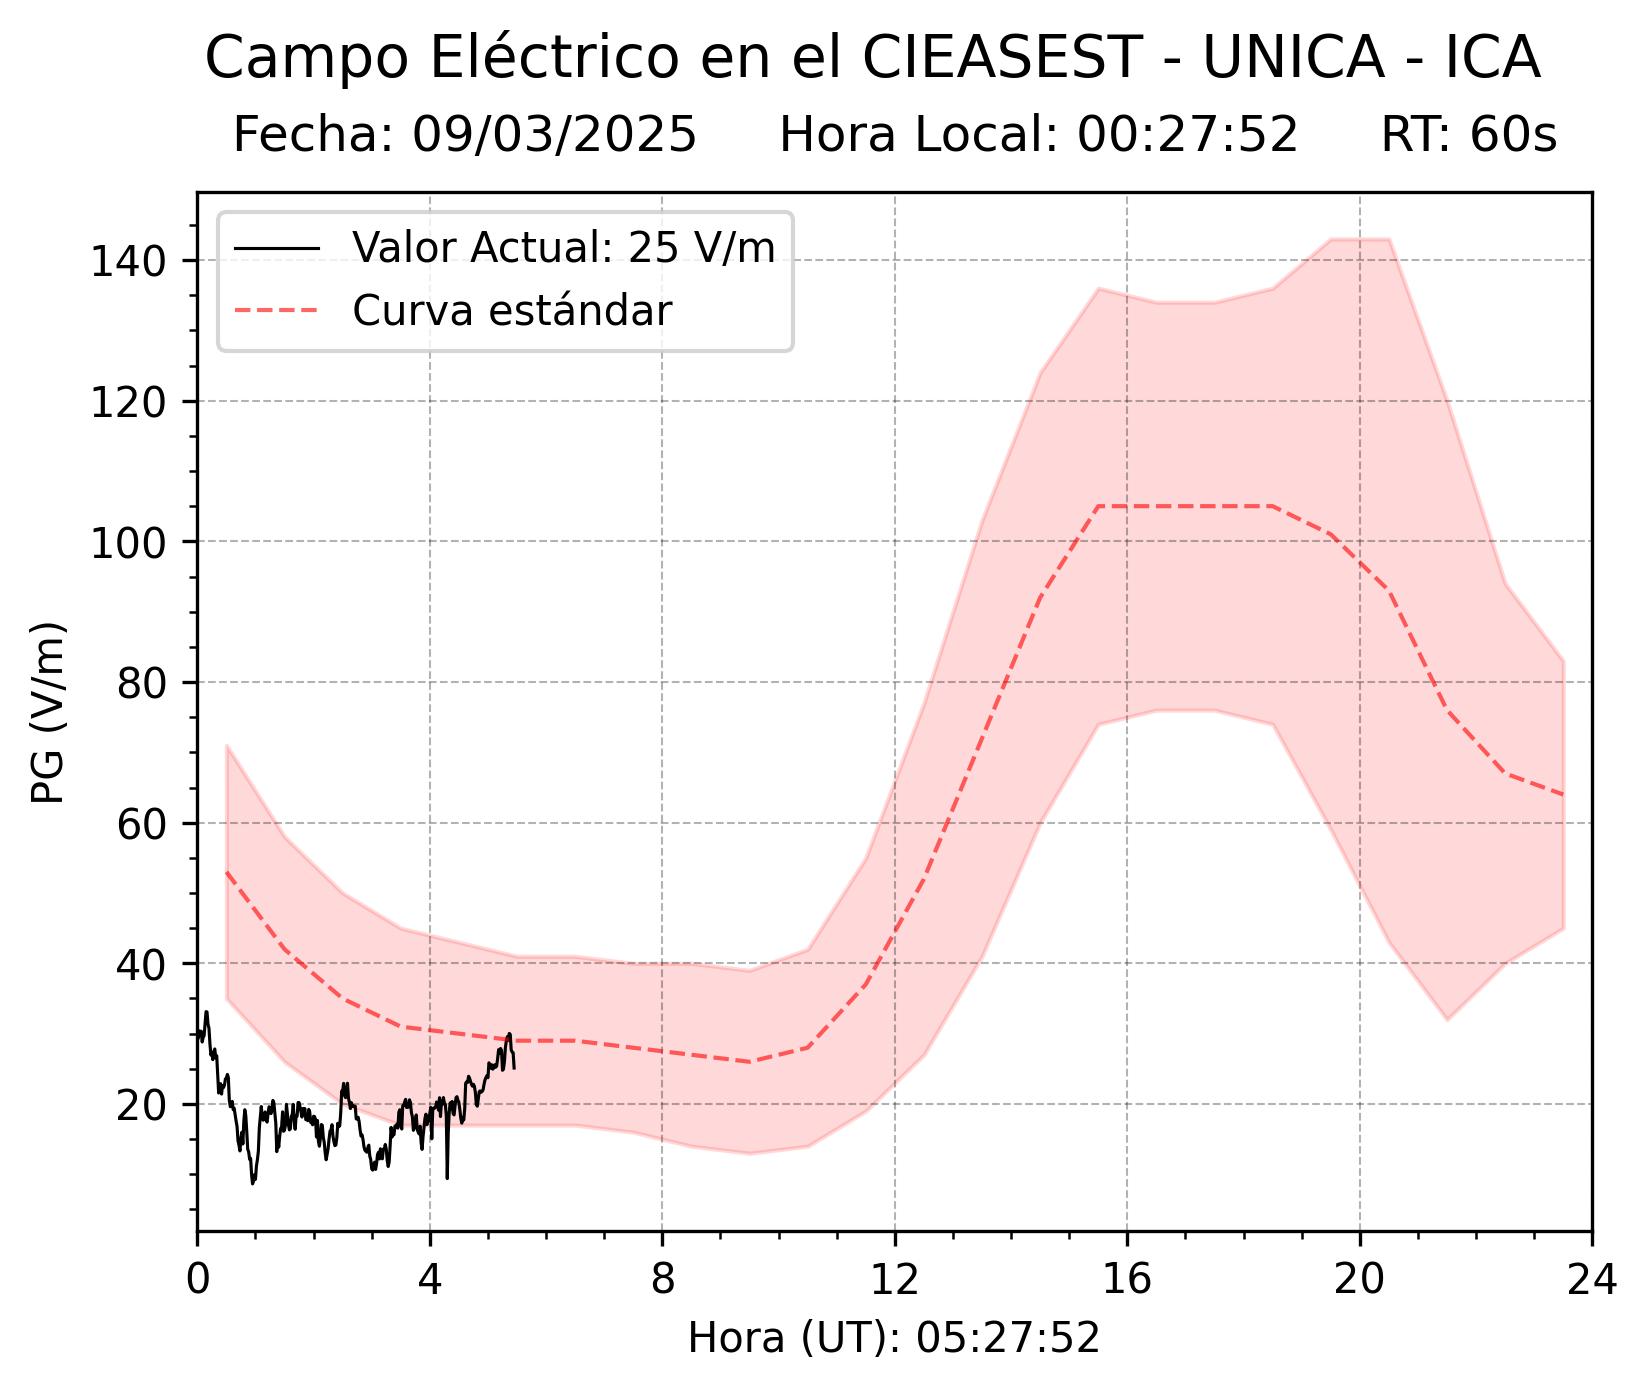 Campo Eléctrico en el CIEASEST - UNICA - ICA
Fecha: 09/03/2025 Hora Local: 00:27:52 RT: 60s
Valor Actual: 25 V/m
Curva estándar
PG (V/m)
140
120
100
80
60
40
20
0 4 8 12 16 20 24
Hora (UT): 05:27:52